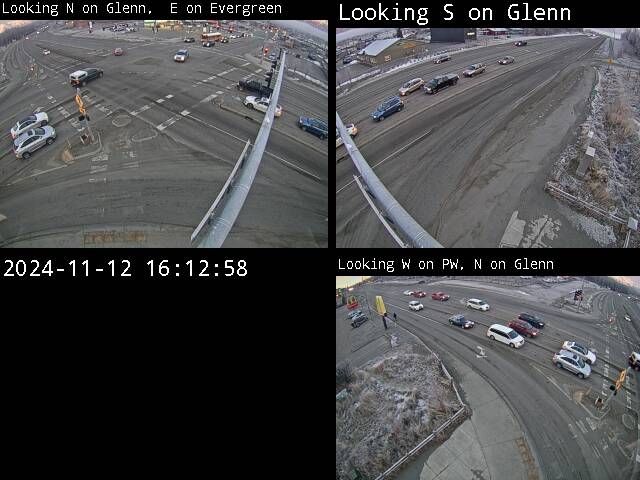 Looking N on Glenn,  E on Evergreen
Looking S on Glenn
2024-11-12 16:12:58
Looking W on PW, N on Glenn